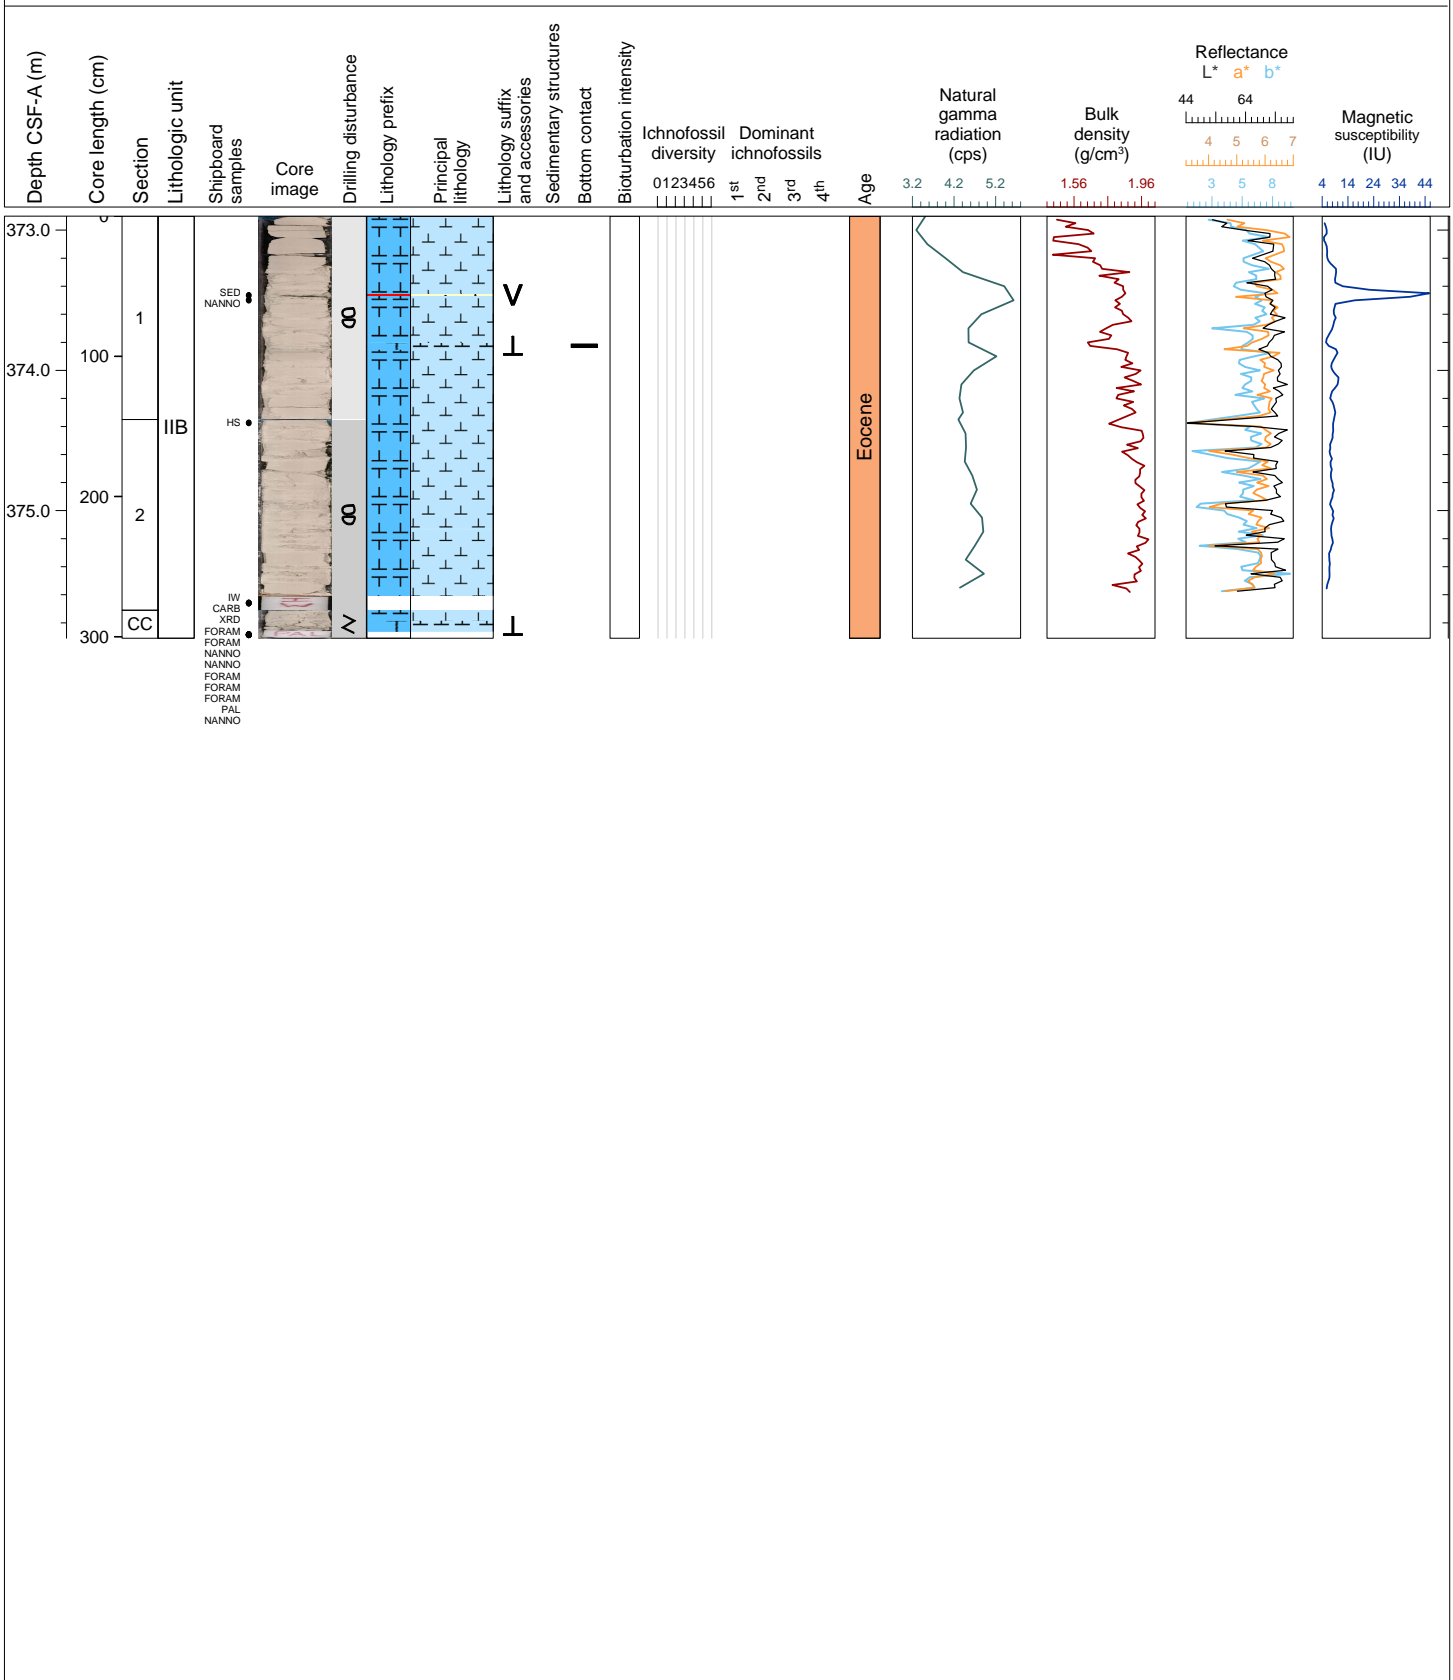 Depth CSF-A (m)
Core length (cm)
Section
Lithologic unit
Shipboard
samples
Core
image
Drilling disturbance
Lithology prefix
Principal
lithology
Lithology suffix
and accessories
Sedimentary structures
Bottom contact
Bioturbation intensity
Ichnofossil
diversity
0123456
Dominant
ichnofossils
1st
2nd
3rd
4th
Age
Natural
gamma
radiation
(cps)
3.2 4.2 5.2
Bulk
density
(g/cm³)
1.56 1.96
Reflectance
L* a* b*
44 64
4 5 6 7
3 5 8
Magnetic
susceptibility
(IU)
4 14 24 34 44
0
373.0
SED
NANNO
1
100
374.0
HS
IIB
Eocene
200
375.0
2
IW
CARB
XRD
CC
FORAM
300
FORAM
NANNO
NANNO
FORAM
FORAM
FORAM
PAL
NANNO